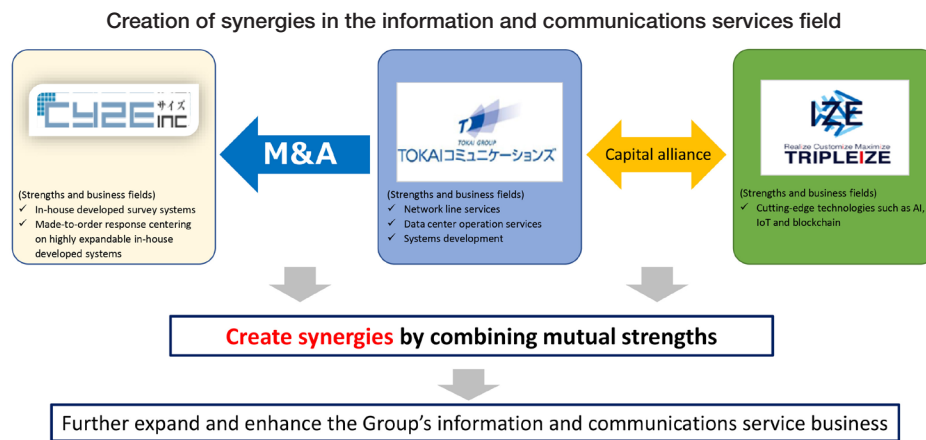 Creation of synergies in the information and communications services field
CYZE サイズ
inc
(Strengths and business fields)
✓ In-house developed survey systems
✓ Made-to-order response centering
on highly expandable in-house
developed systems
M&A
T
TOKAI GROUP
TOKAIコミュニケーションズ
(Strengths and business fields)
✓ Network line services
✓ Data center operation services
✓ Systems development
Capital alliance
IZE
Realize Customize Maximize
TRIPLEIZE
(Strengths and business fields)
✓ Cutting-edge technologies such as AI,
IoT and blockchain
Create synergies by combining mutual strengths
Further expand and enhance the Group's information and communications service business